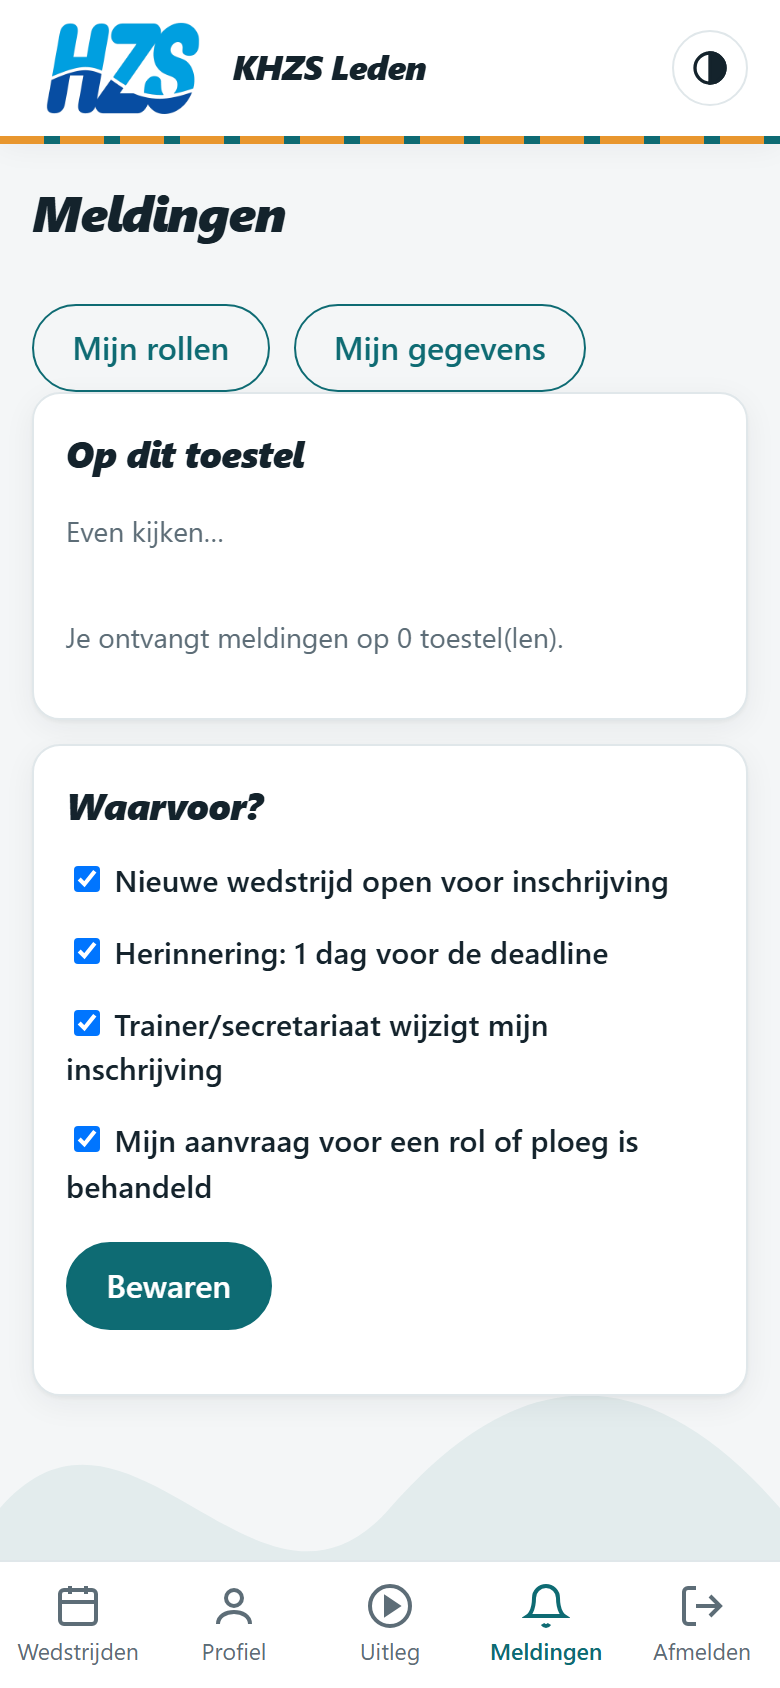 HZS
KHZS Leden
Meldingen
Mijn rollen
Mijn gegevens
Op dit toestel
Even kijken...
Je ontvangt meldingen op 0 toestel(len).
Waarvoor?
Nieuwe wedstrijd open voor inschrijving
Herinnering: 1 dag voor de deadline
Trainer/secretariaat wijzigt mijn
inschrijving
Mijn aanvraag voor een rol of ploeg is
behandeld
Bewaren
Wedstrijden
Profiel
Uitleg
Meldingen
Afmelden